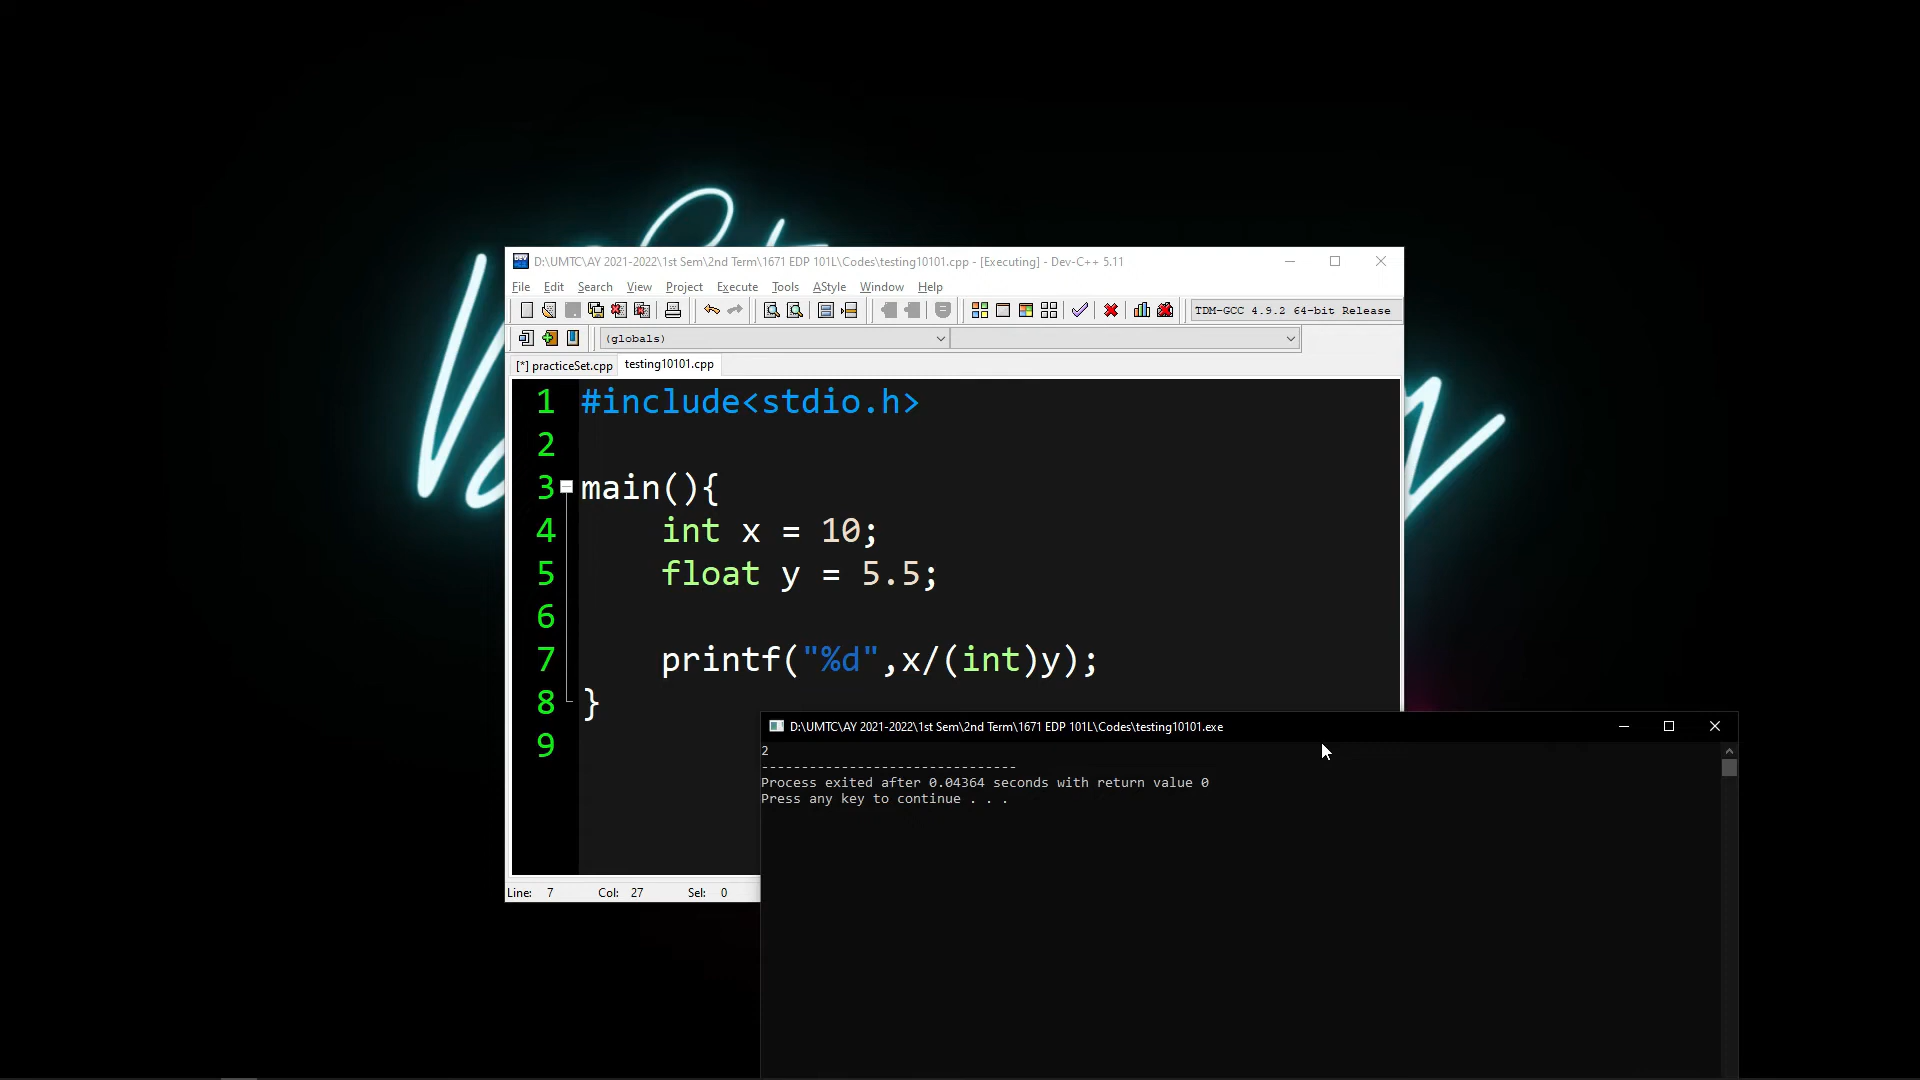 D:\UMTC\AY 2021-2022\1st Sem\2nd Term\1671 EDP 101L\Codes\testing10101.cpp - [Executing] - Dev-C++ 5.11
File Edit Search View Project Execute Tools AStyle Window Help
TDM-GCC 4.9.2 64-bit Release
(globals)
[*] practiceSet.cpp testing10101.cpp
1 #include<stdio.h>
2
3 main(){
4 int x = 10;
5 float y = 5.5;
6
7 printf("%d",x/(int)y);
8 }
9
Line: 7 Col: 27 Sel: 0
D:\UMTC\AY 2021-2022\1st Sem\2nd Term\1671 EDP 101L\Codes\testing10101.exe
2
--------------------------------
Process exited after 0.04364 seconds with return value 0
Press any key to continue . . .